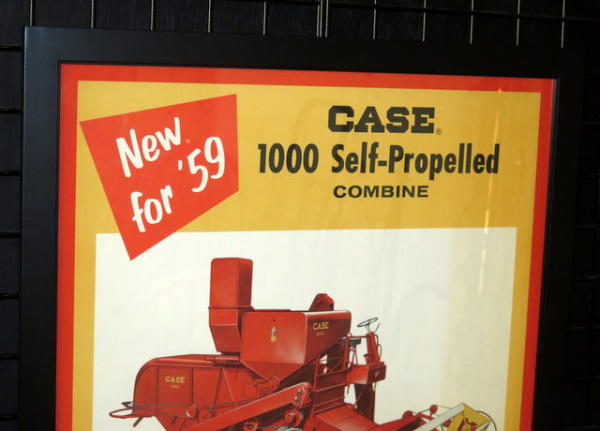 New
for '59
CASE®
1000 Self-Propelled
COMBINE
CASE
CASE